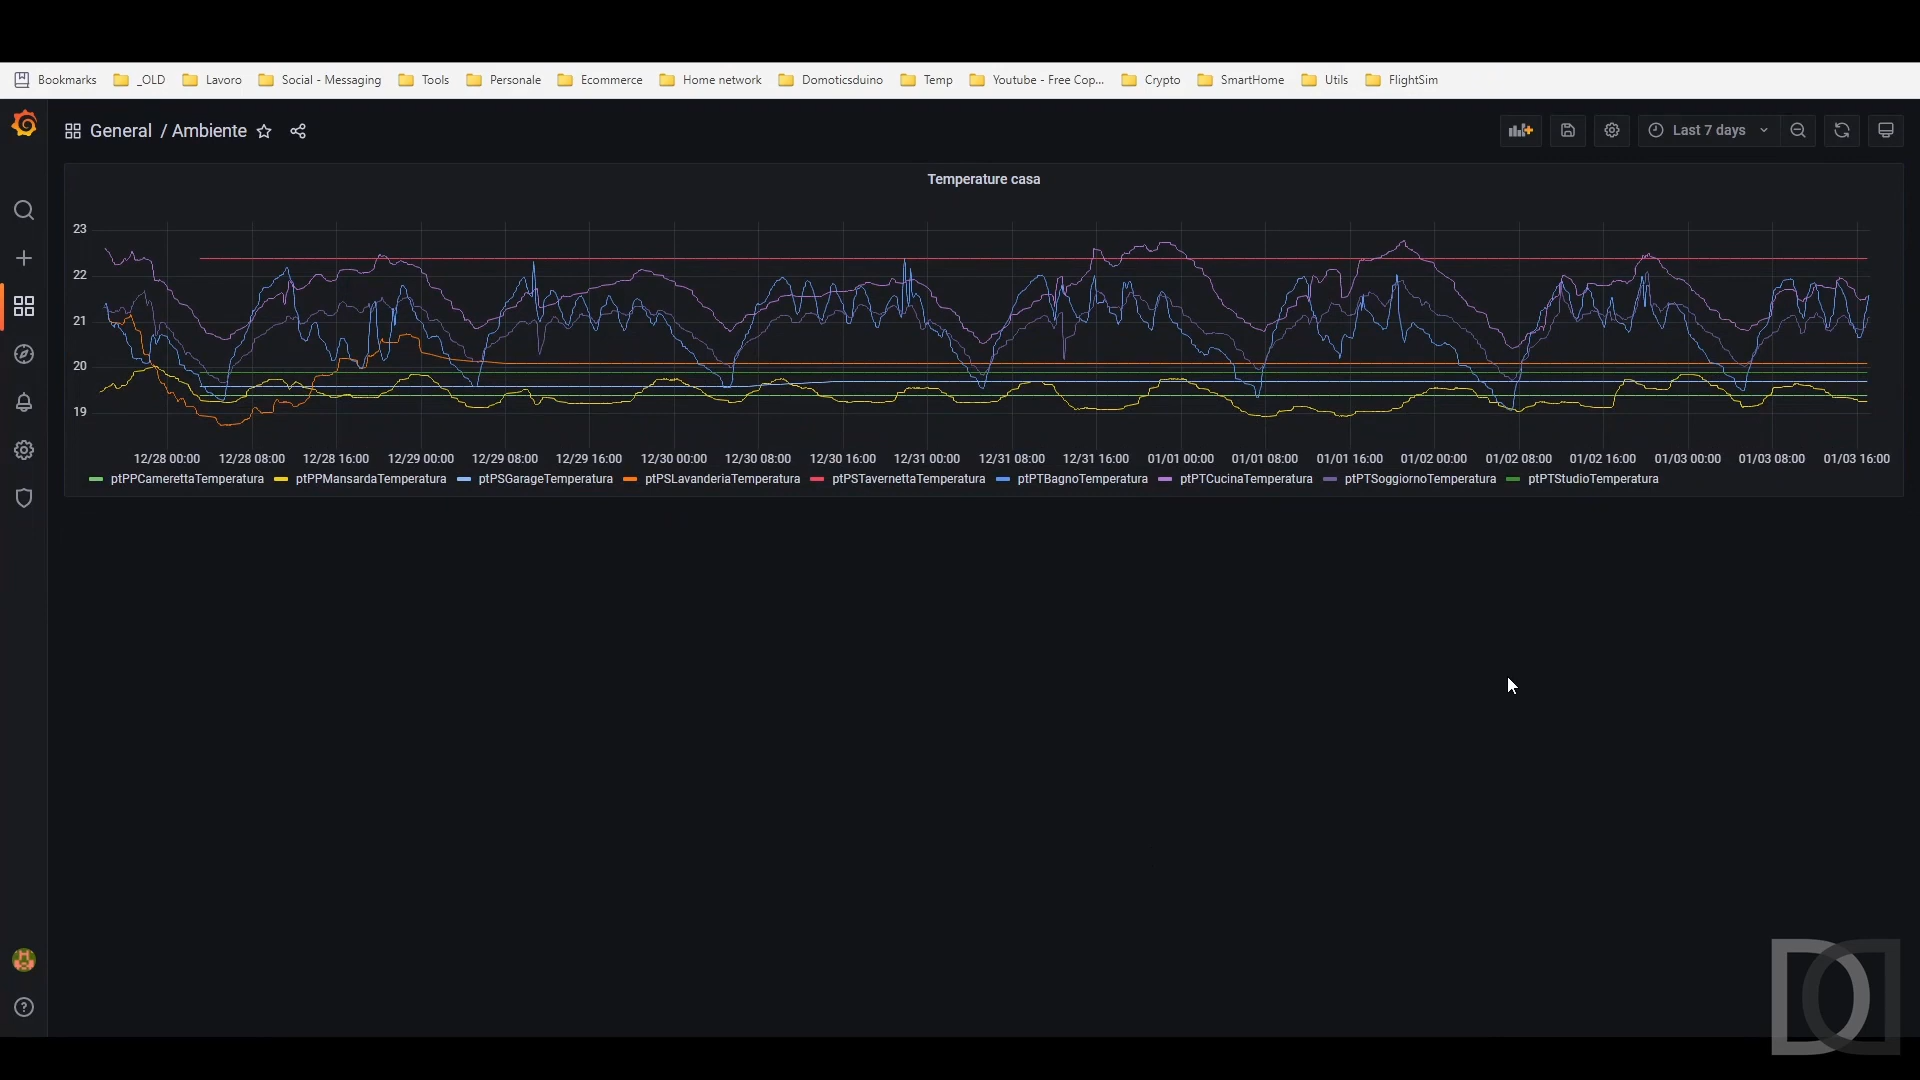 Bookmarks _OLD Lavoro Social - Messaging Tools Personale Ecommerce Home network Domoticsduino Temp Youtube - Free Cop... Crypto SmartHome Utils FlightSim
General / Ambiente Last 7 days
Temperature casa
23
22
21
20
19
12/28 00:00 12/28 08:00 12/28 16:00 12/29 00:00 12/29 08:00 12/29 16:00 12/30 00:00 12/30 08:00 12/30 16:00 12/31 00:00 12/31 08:00 12/31 16:00 01/01 00:00 01/01 08:00 01/01 16:00 01/02 00:00 01/02 08:00 01/02 16:00 01/03 00:00 01/03 08:00 01/03 16:00
ptPPCamerettaTemperatura ptPPMansardaTemperatura ptPSGarageTemperatura ptPSLavanderiaTemperatura ptPSTavernettaTemperatura ptPTBagnoTemperatura ptPTCucinaTemperatura ptPTSoggiornoTemperatura ptPTStudioTemperatura
DD